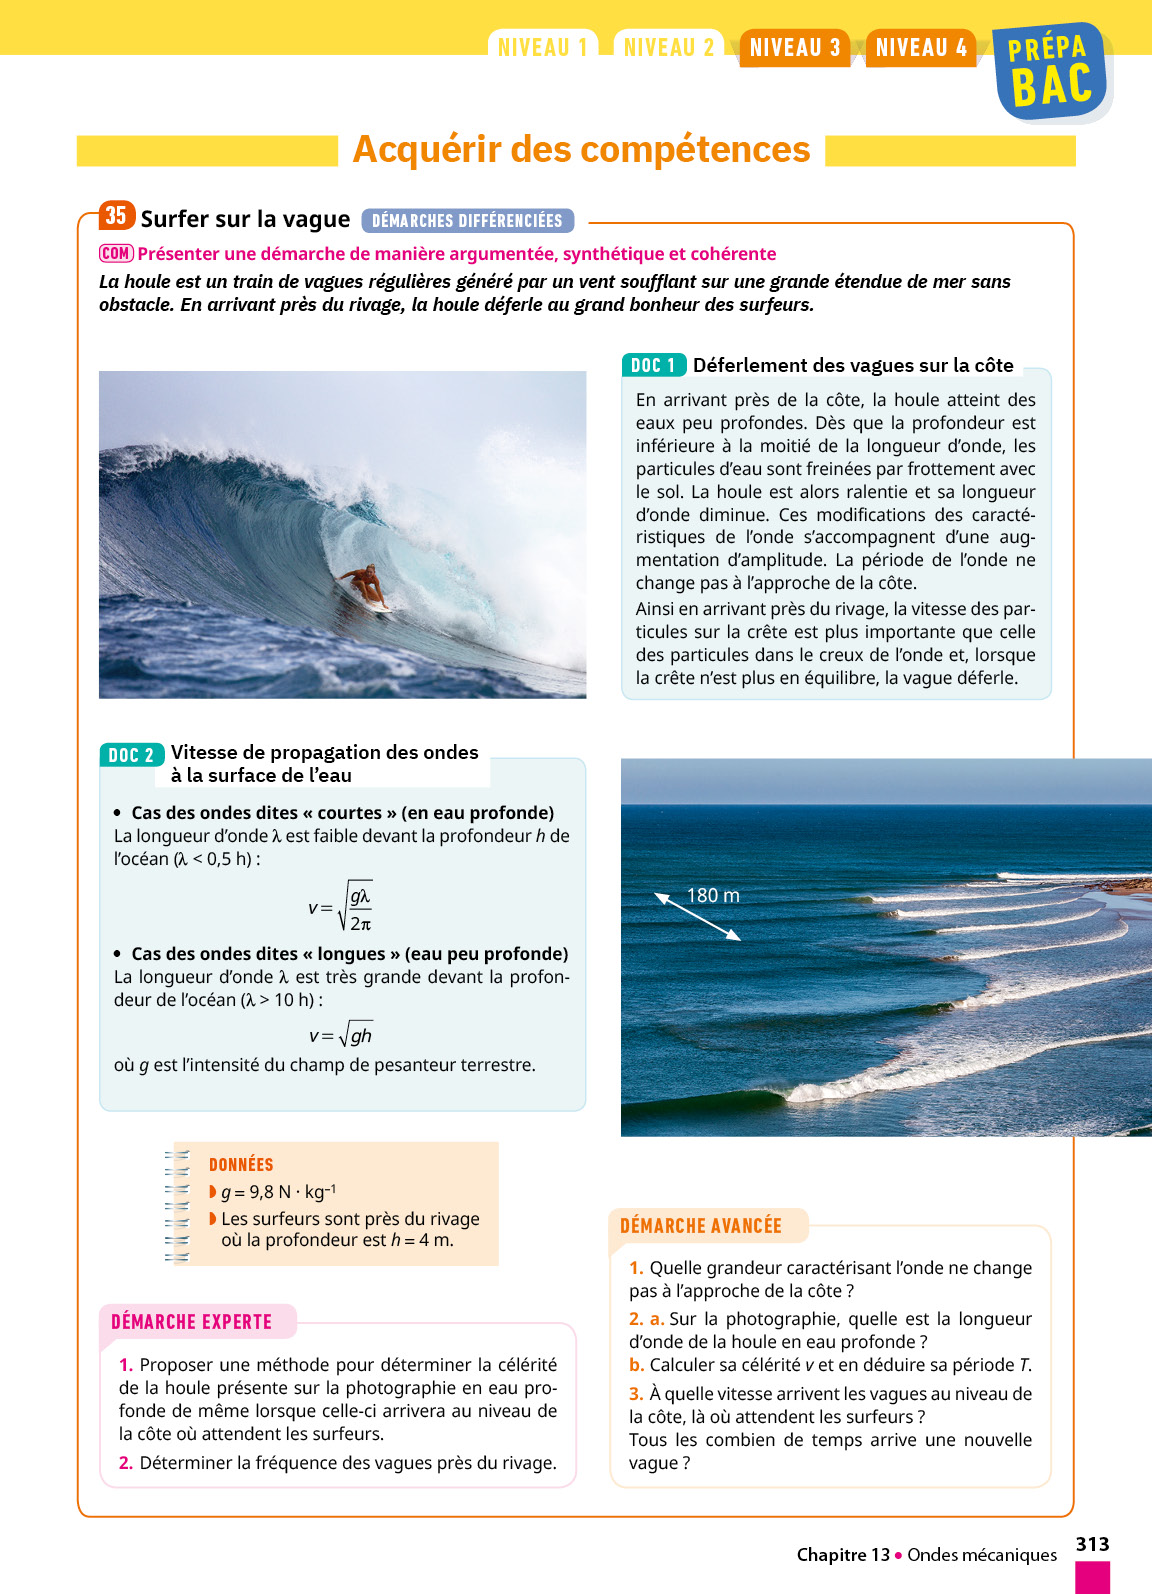 NIVEAU 1 NIVEAU 2 NIVEAU 3 NIVEAU 4
PRÉPA
BAC
Acquérir des compétences
35 Surfer sur la vague DÉMARCHES DIFFÉRENCIÉES
COM Présenter une démarche de manière argumentée, synthétique et cohérente
La houle est un train de vagues régulières généré par un vent soufflant sur une grande étendue de mer sans
obstacle. En arrivant près du rivage, la houle déferle au grand bonheur des surfeurs.
DOC 1 Déferlement des vagues sur la côte
En arrivant près de la côte, la houle atteint des
eaux peu profondes. Dès que la profondeur est
inférieure à la moitié de la longueur d’onde, les
particules d’eau sont freinées par frottement avec
le sol. La houle est alors ralentie et sa longueur
d’onde diminue. Ces modifications des caracté-
ristiques de l’onde s’accompagnent d’une aug-
mentation d’amplitude. La période de l’onde ne
change pas à l’approche de la côte.
Ainsi en arrivant près du rivage, la vitesse des par-
ticules sur la crête est plus importante que celle
des particules dans le creux de l’onde et, lorsque
la crête n’est plus en équilibre, la vague déferle.
DOC 2 Vitesse de propagation des ondes
à la surface de l’eau
• Cas des ondes dites « courtes » (en eau profonde)
La longueur d’onde λ est faible devant la profondeur h de
l’océan (λ < 0,5 h) :
v = √(gλ/2π)
• Cas des ondes dites « longues » (eau peu profonde)
La longueur d’onde λ est très grande devant la profon-
deur de l’océan (λ > 10 h) :
v = √gh
où g est l’intensité du champ de pesanteur terrestre.
180 m
DONNÉES
g = 9,8 N · kg⁻¹
Les surfeurs sont près du rivage
où la profondeur est h = 4 m.
DÉMARCHE EXPERTE
1. Proposer une méthode pour déterminer la célérité
de la houle présente sur la photographie en eau pro-
fonde de même lorsque celle-ci arrivera au niveau de
la côte où attendent les surfeurs.
2. Déterminer la fréquence des vagues près du rivage.
DÉMARCHE AVANCÉE
1. Quelle grandeur caractérisant l’onde ne change
pas à l’approche de la côte ?
2. a. Sur la photographie, quelle est la longueur
d’onde de la houle en eau profonde ?
b. Calculer sa célérité v et en déduire sa période T.
3. À quelle vitesse arrivent les vagues au niveau de
la côte, là où attendent les surfeurs ?
Tous les combien de temps arrive une nouvelle
vague ?
Chapitre 13 • Ondes mécaniques
313